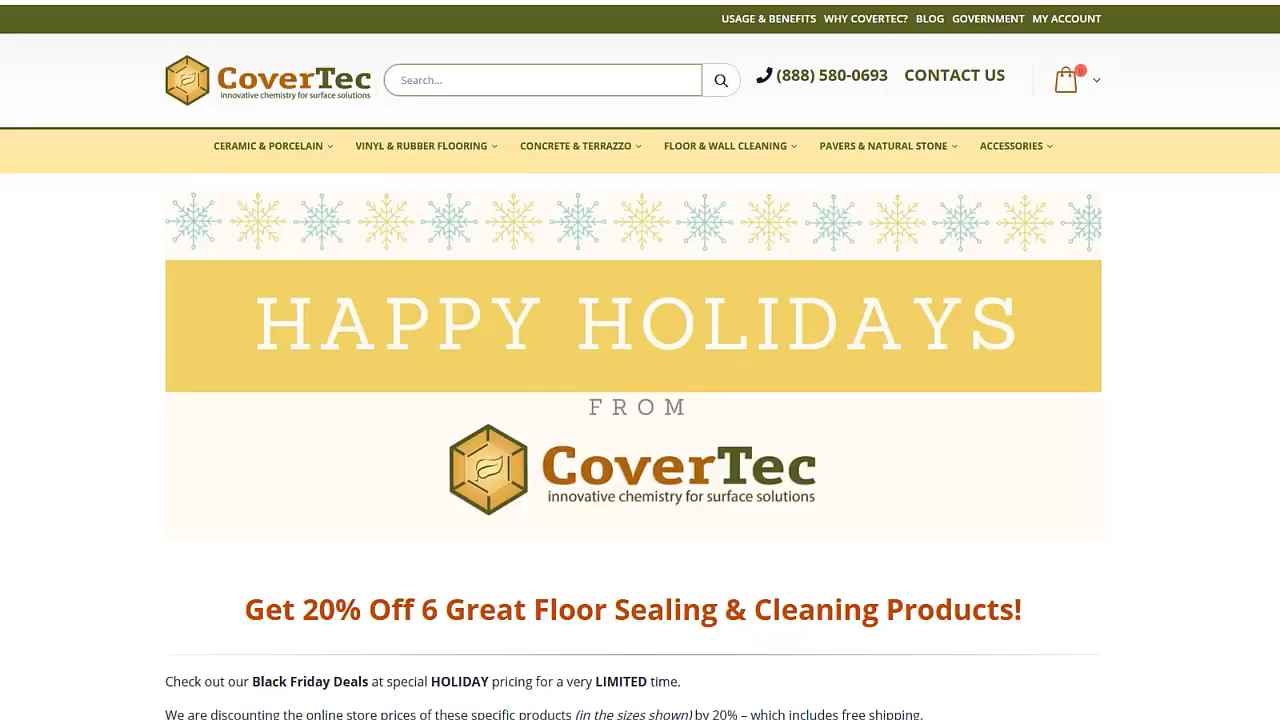 USAGE & BENEFITS WHY COVERTEC? BLOG GOVERNMENT MY ACCOUNT
CoverTec
innovative chemistry for surface solutions
Search...
(888) 580-0693 CONTACT US
0
CERAMIC & PORCELAIN VINYL & RUBBER FLOORING CONCRETE & TERRAZZO FLOOR & WALL CLEANING PAVERS & NATURAL STONE ACCESSORIES
HAPPY HOLIDAYS
FROM
CoverTec
innovative chemistry for surface solutions
Get 20% Off 6 Great Floor Sealing & Cleaning Products!
Check out our Black Friday Deals at special HOLIDAY pricing for a very LIMITED time.
We are discounting the online store prices of these specific products (in the sizes shown) by 20% – which includes free shipping.